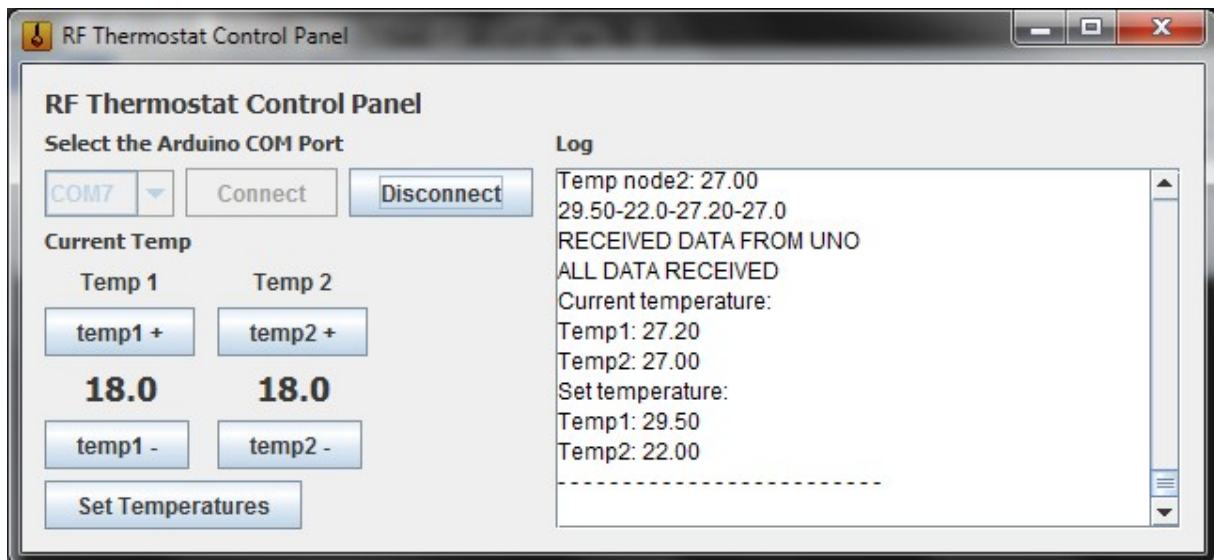 RF Thermostat Control Panel
RF Thermostat Control Panel
Select the Arduino COM Port
COM7 Connect Disconnect
Current Temp
Temp 1 Temp 2
temp1 + temp2 +
18.0 18.0
temp1 - temp2 -
Set Temperatures
Log
Temp node2: 27.00
29.50-22.0-27.20-27.0
RECEIVED DATA FROM UNO
ALL DATA RECEIVED
Current temperature:
Temp1: 27.20
Temp2: 27.00
Set temperature:
Temp1: 29.50
Temp2: 22.00
- - - - - - - - - - - - - - - - - - - - - - - - - -